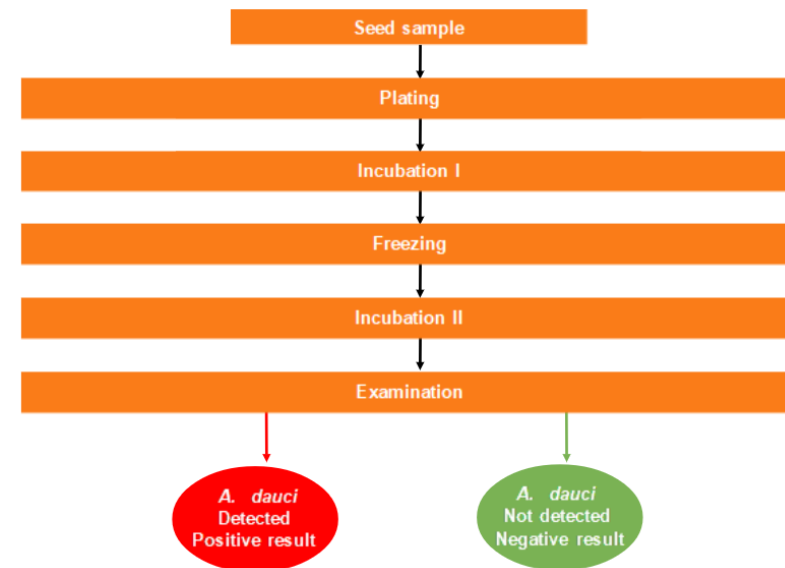 Seed sample
Plating
Incubation I
Freezing
Incubation II
Examination
A. dauci
Detected
Positive result
A. dauci
Not detected
Negative result